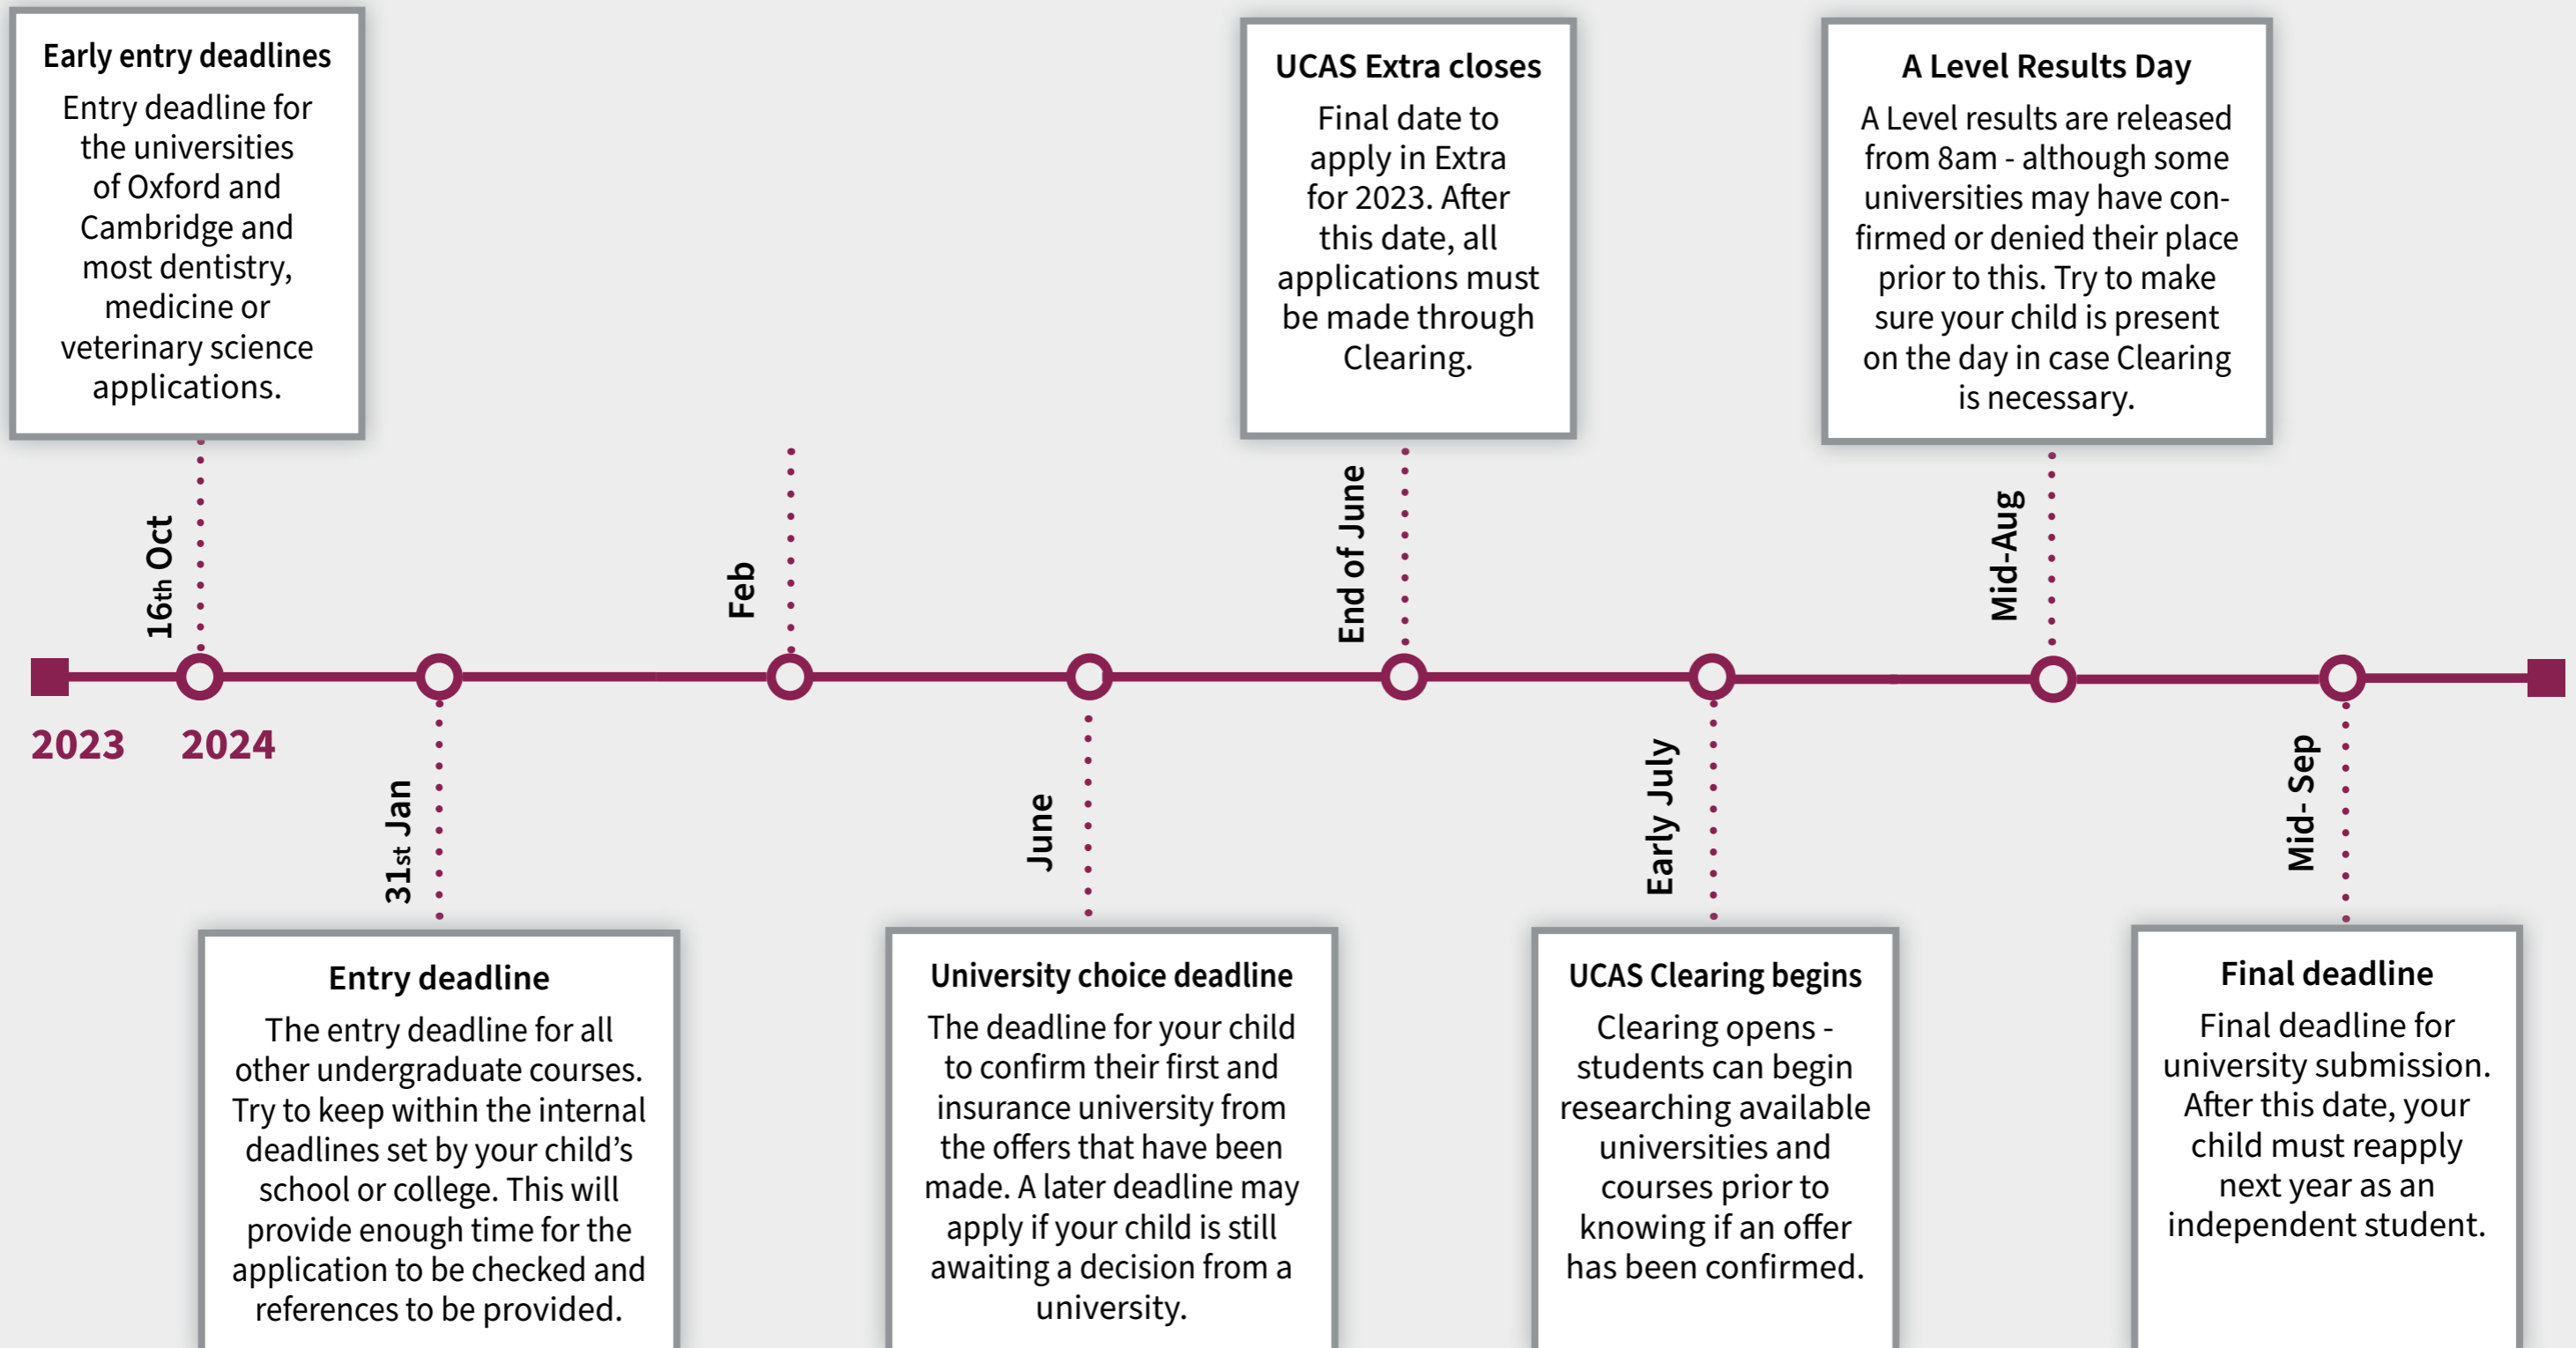 Early entry deadlines
Entry deadline for
the universities
of Oxford and
Cambridge and
most dentistry,
medicine or
veterinary science
applications.
UCAS Extra closes
Final date to
apply in Extra
for 2023. After
this date, all
applications must
be made through
Clearing.
A Level Results Day
A Level results are released
from 8am - although some
universities may have con-
firmed or denied their place
prior to this. Try to make
sure your child is present
on the day in case Clearing
is necessary.
16th Oct
Feb
End of June
Mid-Aug
2023
2024
31st Jan
June
Early July
Mid- Sep
Entry deadline
The entry deadline for all
other undergraduate courses.
Try to keep within the internal
deadlines set by your child’s
school or college. This will
provide enough time for the
application to be checked and
references to be provided.
University choice deadline
The deadline for your child
to confirm their first and
insurance university from
the offers that have been
made. A later deadline may
apply if your child is still
awaiting a decision from a
university.
UCAS Clearing begins
Clearing opens -
students can begin
researching available
universities and
courses prior to
knowing if an offer
has been confirmed.
Final deadline
Final deadline for
university submission.
After this date, your
child must reapply
next year as an
independent student.